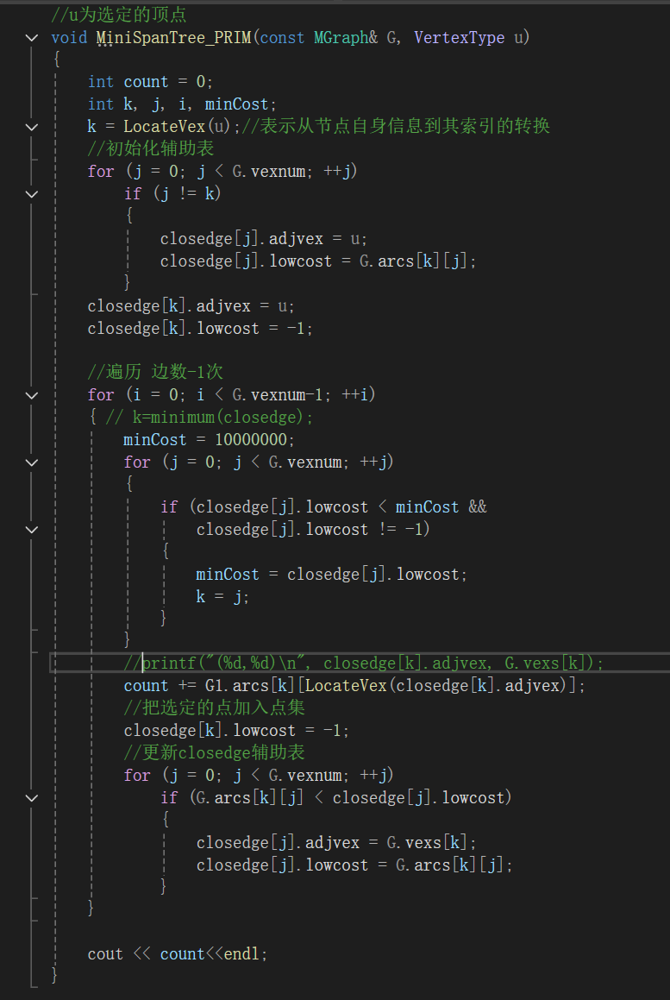 //u为选定的顶点
void MiniSpanTree_PRIM(const MGraph& G, VertexType u)
{
int count = 0;
int k, j, i, minCost;
k = LocateVex(u);//表示从节点自身信息到其索引的转换
//初始化辅助表
for (j = 0; j < G.vexnum; ++j)
if (j != k)
{
closedge[j].adjvex = u;
closedge[j].lowcost = G.arcs[k][j];
}
closedge[k].adjvex = u;
closedge[k].lowcost = -1;
//遍历 边数-1次
for (i = 0; i < G.vexnum-1; ++i)
{ // k=minimum(closedge);
minCost = 10000000;
for (j = 0; j < G.vexnum; ++j)
{
if (closedge[j].lowcost < minCost &&
closedge[j].lowcost != -1)
{
minCost = closedge[j].lowcost;
k = j;
}
}
//printf("(%d,%d)\n", closedge[k].adjvex, G.vexs[k]);
count += G1.arcs[k][LocateVex(closedge[k].adjvex)];
//把选定的点加入点集
closedge[k].lowcost = -1;
//更新closedge辅助表
for (j = 0; j < G.vexnum; ++j)
if (G.arcs[k][j] < closedge[j].lowcost)
{
closedge[j].adjvex = G.vexs[k];
closedge[j].lowcost = G.arcs[k][j];
}
}
cout << count<<endl;
}